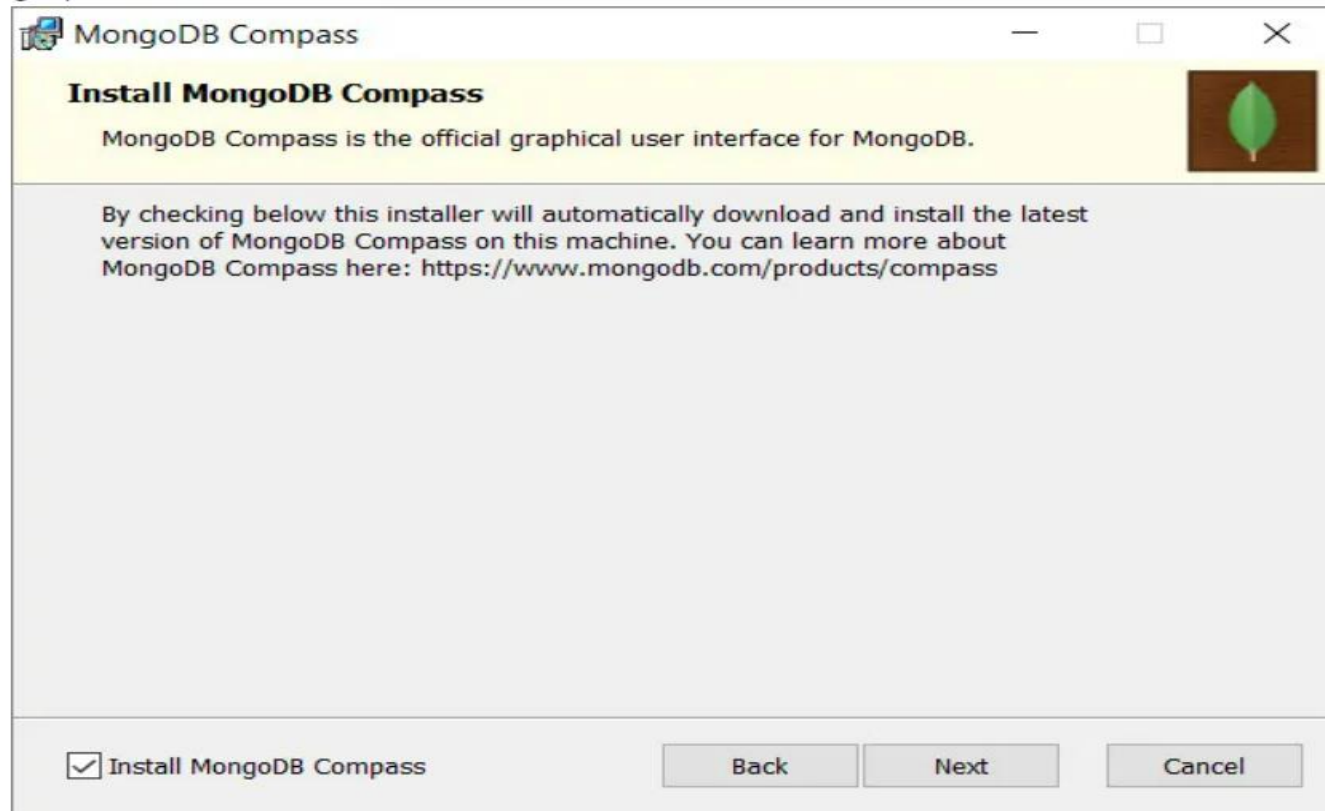 MongoDB Compass
Install MongoDB Compass
MongoDB Compass is the official graphical user interface for MongoDB.
By checking below this installer will automatically download and install the latest
version of MongoDB Compass on this machine. You can learn more about
MongoDB Compass here: https://www.mongodb.com/products/compass
Install MongoDB Compass
Back
Next
Cancel